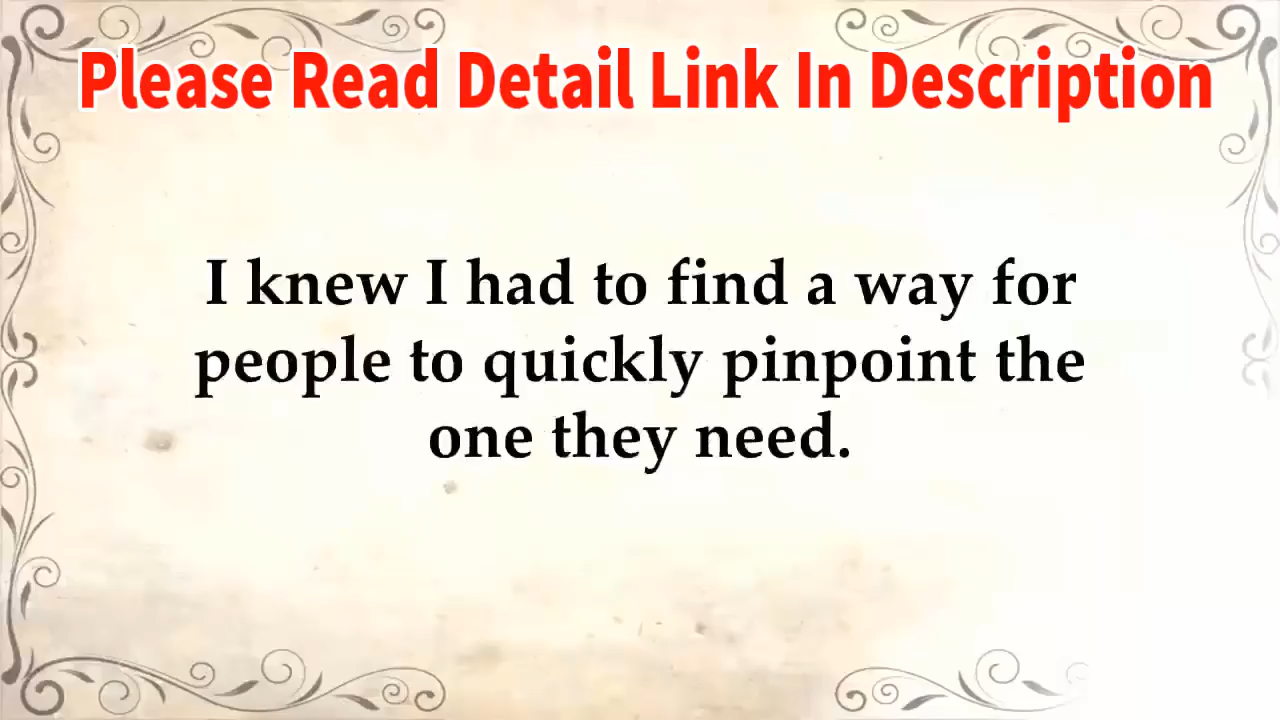 Please Read Detail Link In Description
I knew I had to find a way for
people to quickly pinpoint the
one they need.